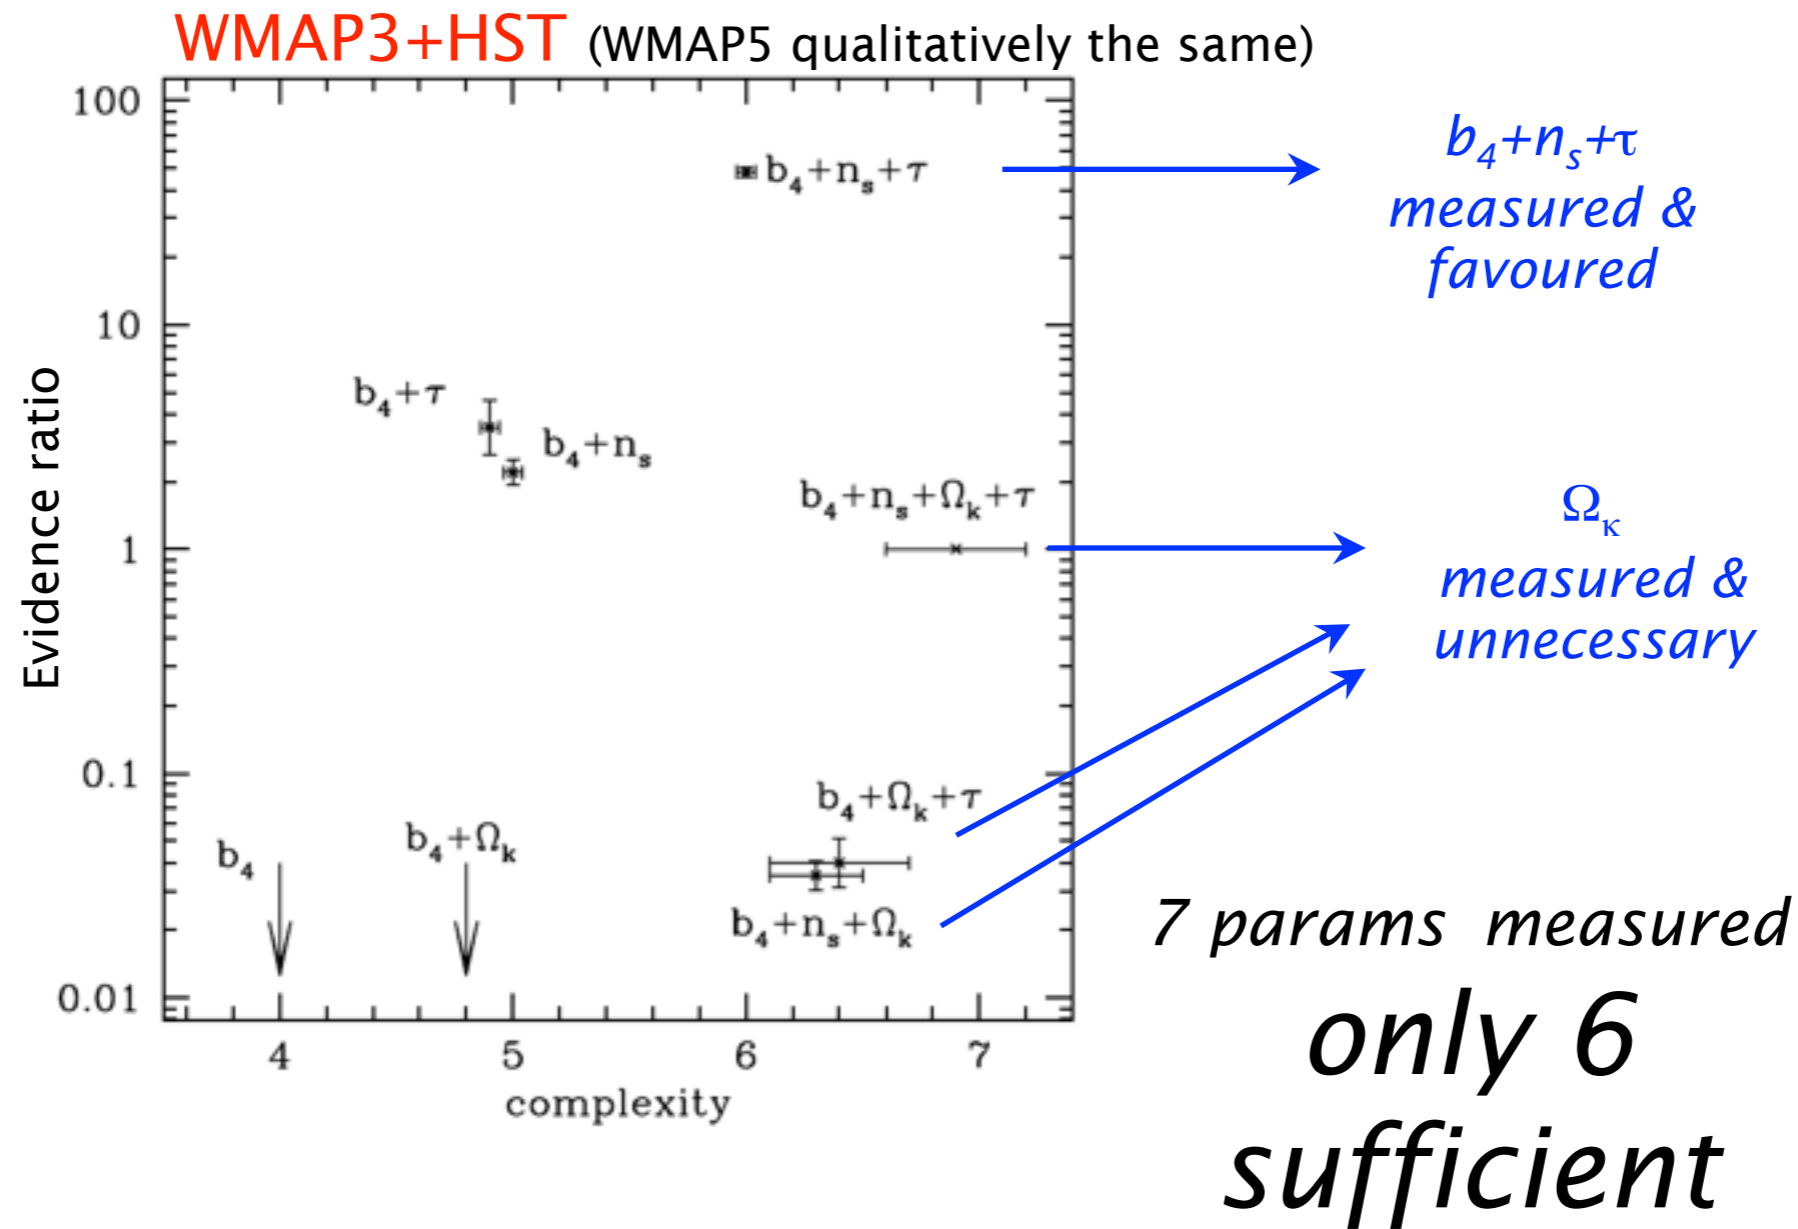 WMAP3+HST (WMAP5 qualitatively the same)
100
10
1
0.1
0.01
Evidence ratio
b₄+nₛ+τ
b₄+τ
b₄+nₛ
b₄+nₛ+Ωₖ+τ
b₄+Ωₖ+τ
b₄
b₄+Ωₖ
b₄+nₛ+Ωₖ
4 5 6 7
complexity
b₄+nₛ+τ
measured &
favoured
Ω_κ
measured &
unnecessary
7 params measured
only 6
sufficient